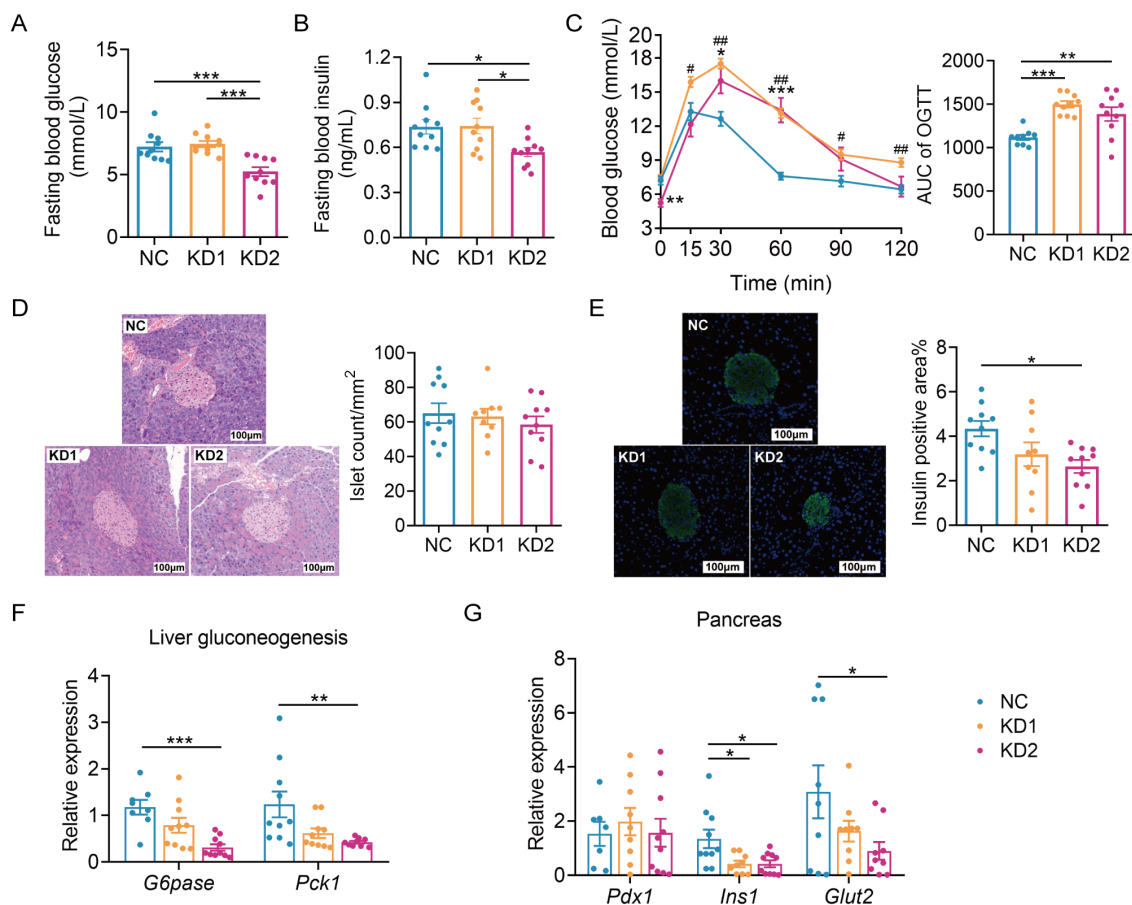 A
Fasting blood glucose
(mmol/L)
15
10
5
0
***
***
NC KD1 KD2
B
Fasting blood insulin
(ng/mL)
1.2
0.9
0.6
0.3
0.0
*
*
NC KD1 KD2
C
Blood glucose (mmol/L)
20
18
15
12
9
6
3
#
##
*
##
***
#
##
**
0 15 30 60 90 120
Time (min)
AUC of OGTT
2000
1500
1000
500
0
**
***
NC KD1 KD2
D
NC
100μm
KD1
100μm
KD2
100μm
Islet count/mm²
100
80
60
40
20
0
NC KD1 KD2
E
NC
100μm
KD1
100μm
KD2
100μm
Insulin positive area%
8
6
4
2
0
*
NC KD1 KD2
F
Liver gluconeogenesis
Relative expression
4
3
2
1
0
***
**
G6pase Pck1
G
Pancreas
Relative expression
8
6
4
2
0
*
*
*
Pdx1 Ins1 Glut2
NC
KD1
KD2